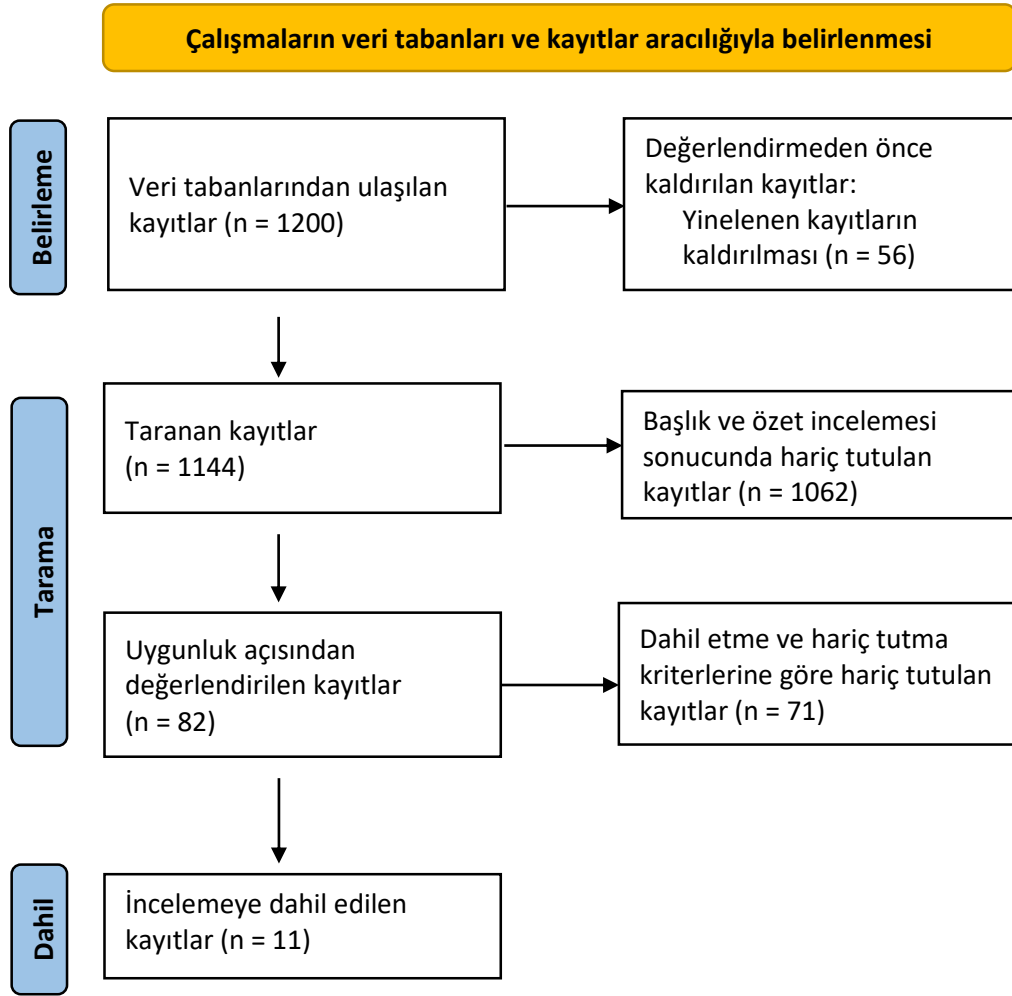 Çalışmaların veri tabanları ve kayıtlar aracılığıyla belirlenmesi
Belirleme
Veri tabanlarından ulaşılan
kayıtlar (n = 1200)
Değerlendirmeden önce
kaldırılan kayıtlar:
Yinelenen kayıtların
kaldırılması (n = 56)
Tarama
Taranan kayıtlar
(n = 1144)
Başlık ve özet incelemesi
sonucunda hariç tutulan
kayıtlar (n = 1062)
Uygunluk açısından
değerlendirilen kayıtlar
(n = 82)
Dahil etme ve hariç tutma
kriterlerine göre hariç tutulan
kayıtlar (n = 71)
Dahil
İncelemeye dahil edilen
kayıtlar (n = 11)